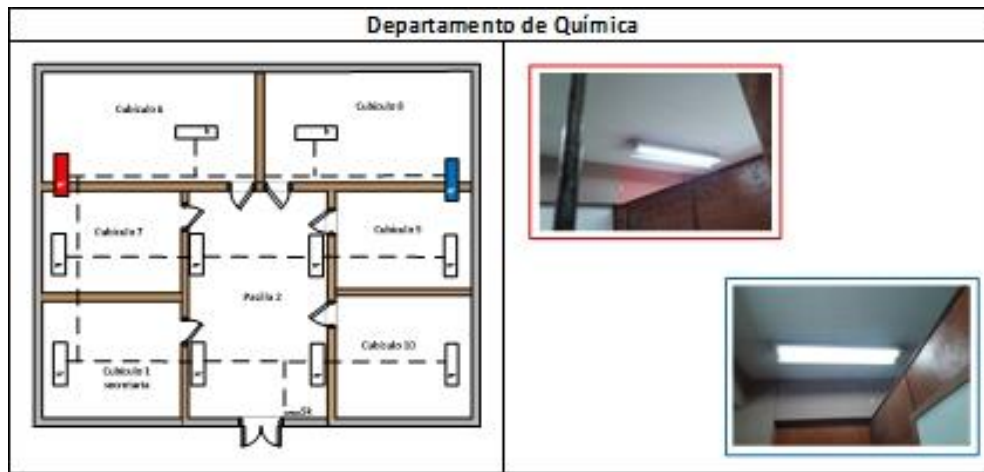 Departamento de Química
Cubículo 6
Cubículo 8
Cubículo 7
Cubículo 9
Pasillo 2
Cubículo 10
Cubículo 1
secretaria